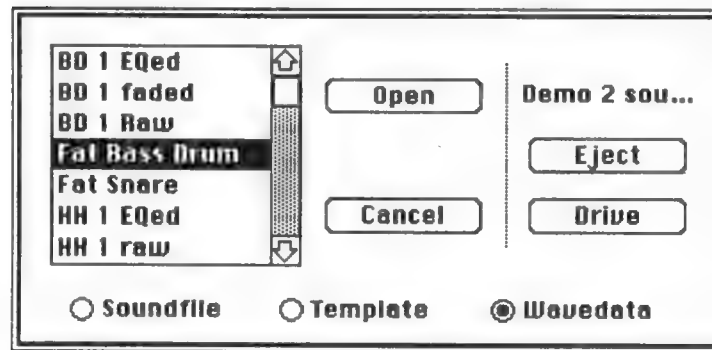 BD 1 EQed
BD 1 faded
BD 1 Raw
Fat Bass Drum
Fat Snare
HH 1 EQed
HH 1 raw
Open
Cancel
Demo 2 sou...
Eject
Drive
Soundfile
Template
Wavedata